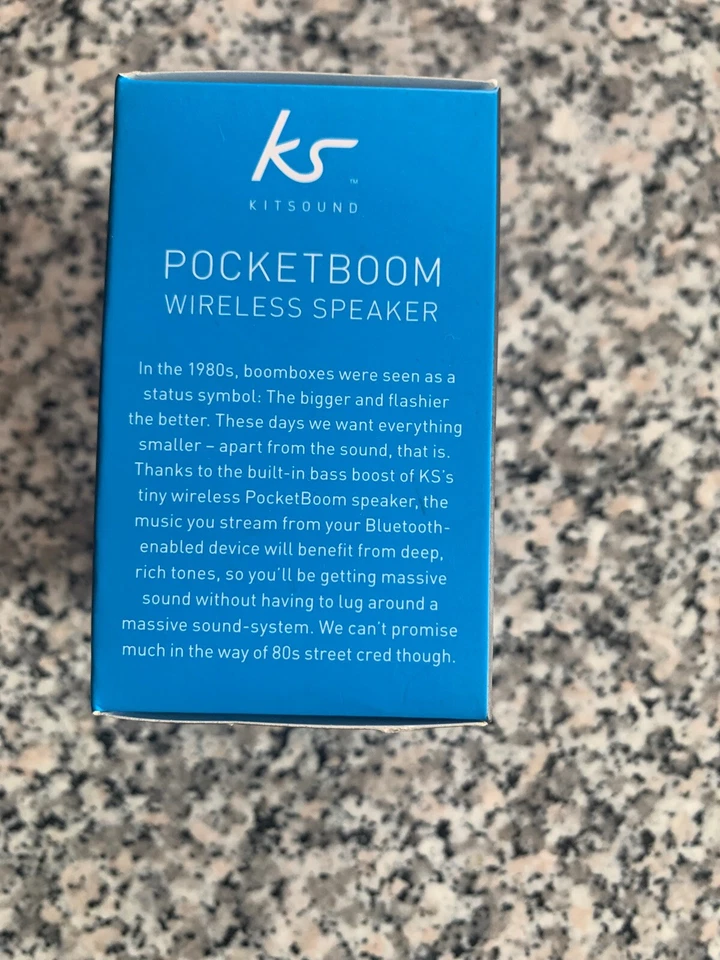 ks
™
KITSOUND
POCKETBOOM
WIRELESS SPEAKER
In the 1980s, boomboxes were seen as a
status symbol: The bigger and flashier
the better. These days we want everything
smaller – apart from the sound, that is.
Thanks to the built-in bass boost of KS's
tiny wireless PocketBoom speaker, the
music you stream from your Bluetooth-
enabled device will benefit from deep,
rich tones, so you'll be getting massive
sound without having to lug around a
massive sound-system. We can't promise
much in the way of 80s street cred though.